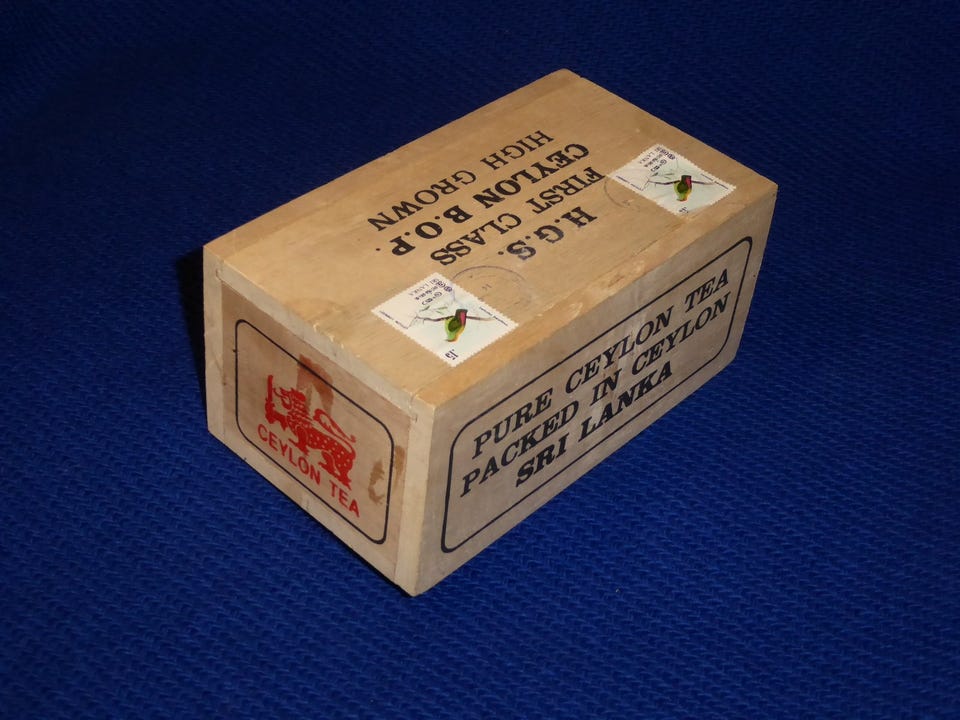 H.G.S.
FIRST CLASS
CEYLON B.O.P.
HIGH GROWN
PURE CEYLON TEA
PACKED IN CEYLON
SRI LANKA
CEYLON TEA